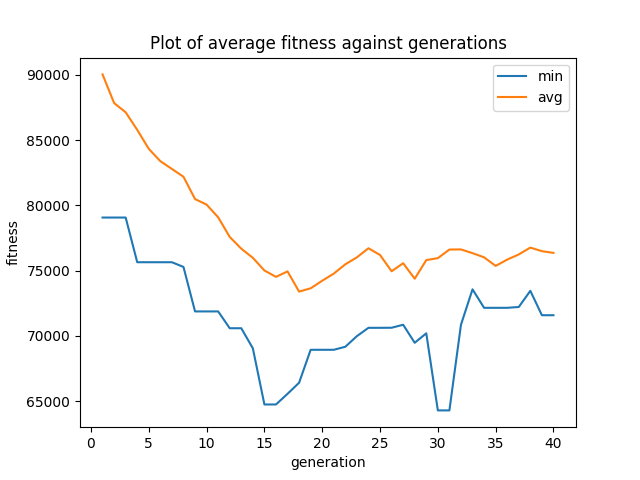 Plot of average fitness against generations
min
avg
90000
85000
80000
75000
70000
65000
fitness
0 5 10 15 20 25 30 35 40
generation